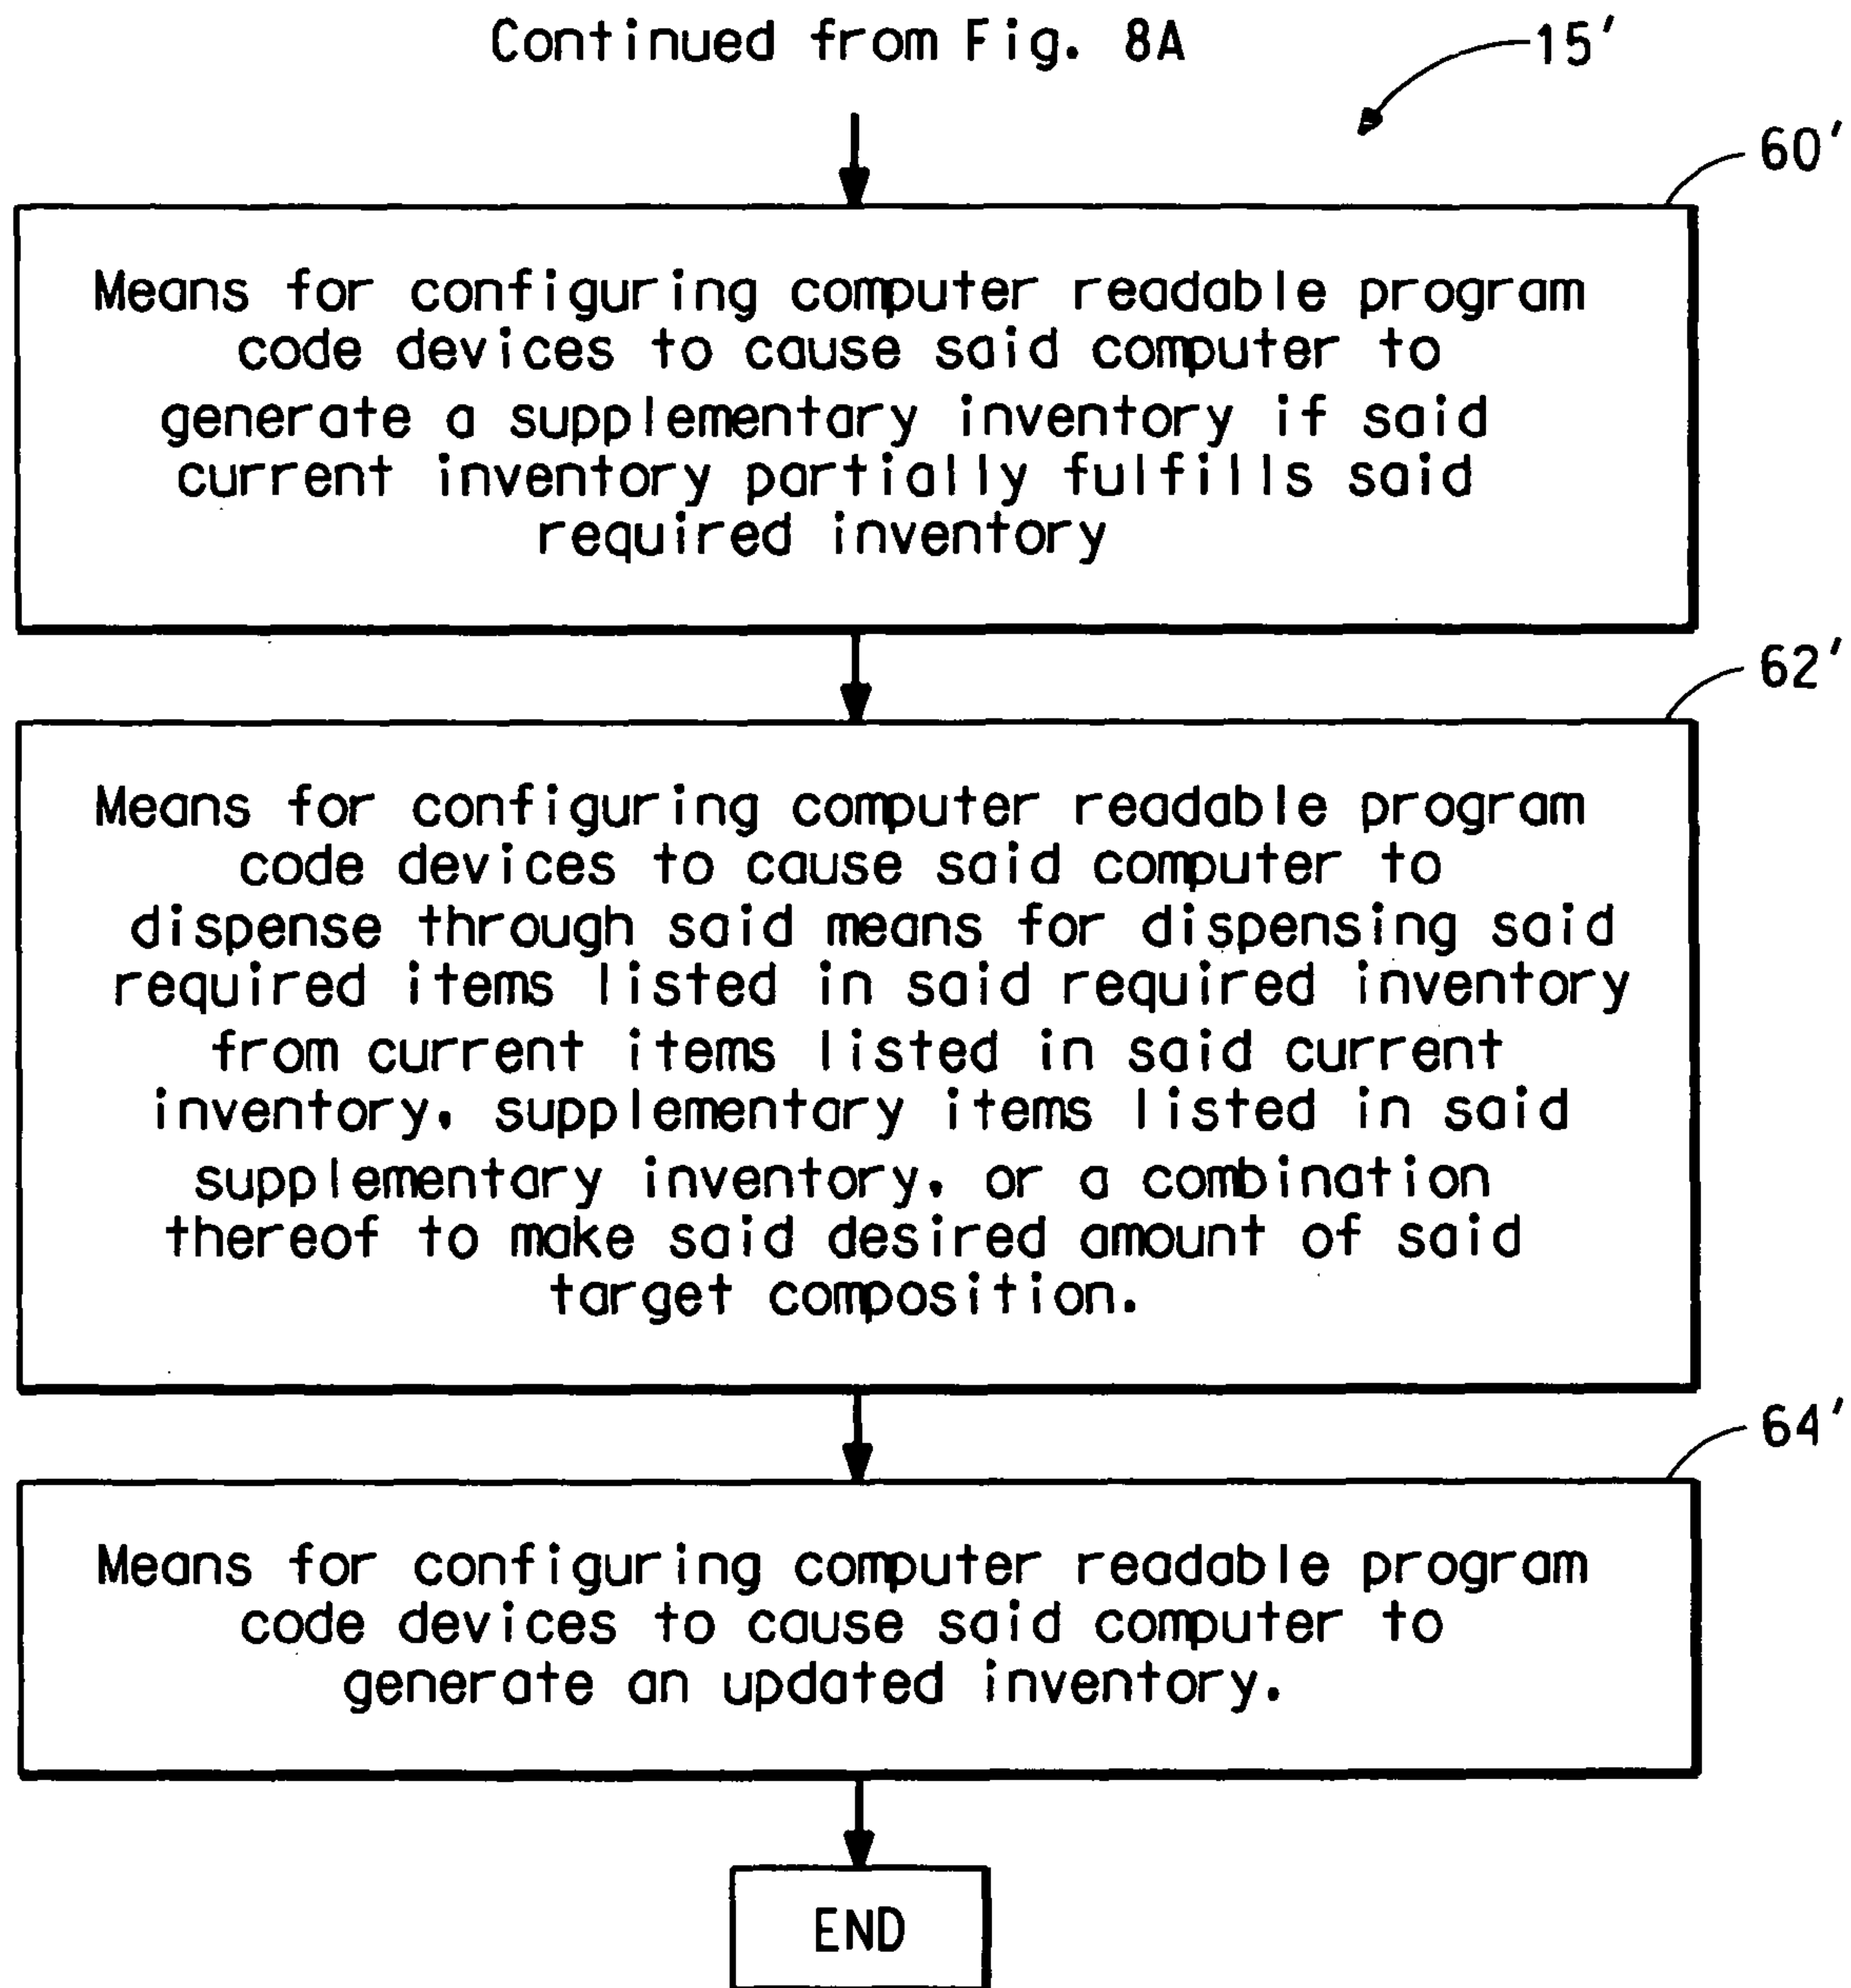 Continued from Fig. 8A
15'
60'
Means for configuring computer readable program
code devices to cause said computer to
generate a supplementary inventory if said
current inventory partially fulfills said
required inventory
62'
Means for configuring computer readable program
code devices to cause said computer to
dispense through said means for dispensing said
required items listed in said required inventory
from current items listed in said current
inventory, supplementary items listed in said
supplementary inventory, or a combination
thereof to make said desired amount of said
target composition.
64'
Means for configuring computer readable program
code devices to cause said computer to
generate an updated inventory.
END